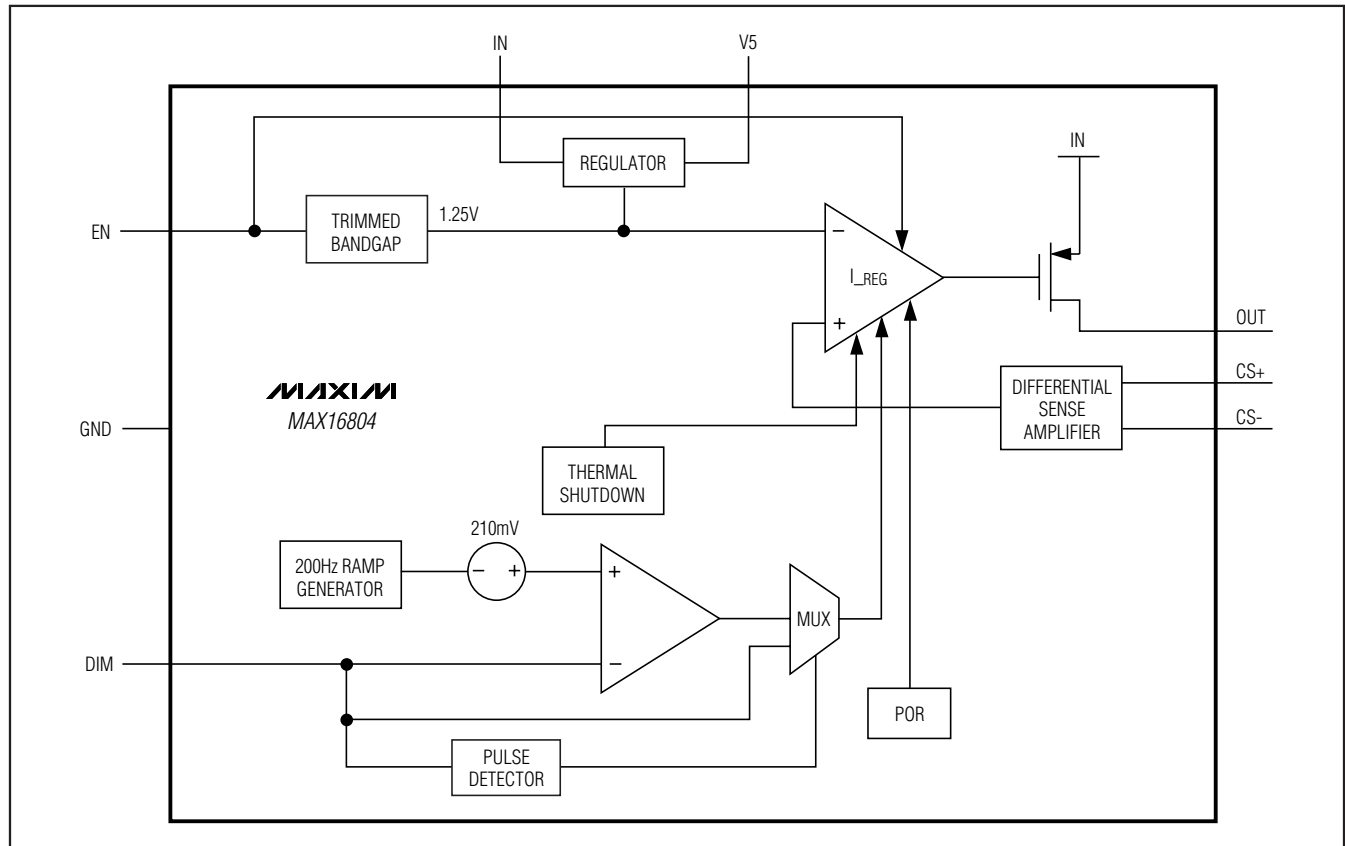 IN
V5
IN
REGULATOR
EN
TRIMMED
BANDGAP
1.25V
−
I_REG
+
OUT
CS+
CS-
DIFFERENTIAL
SENSE
AMPLIFIER
MAXIM
MAX16804
GND
THERMAL
SHUTDOWN
210mV
200Hz RAMP
GENERATOR
− +
+
−
MUX
DIM
POR
PULSE
DETECTOR